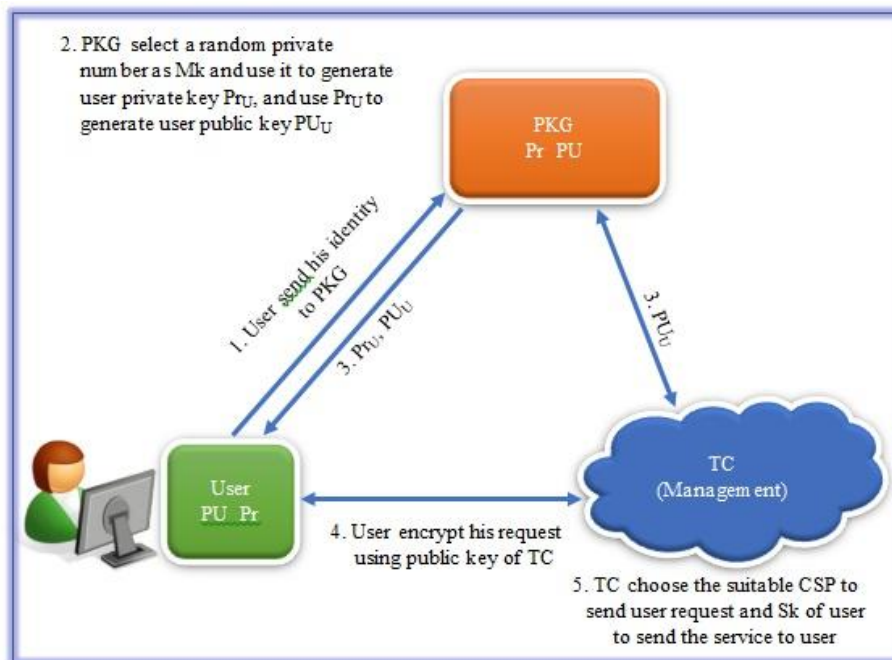 2. PKG select a random private
number as Mk and use it to generate
user private key PrU, and use PrU to
generate user public key PUU
PKG
Pr PU
1. User send his identity
to PKG
3. PrU, PUU
3. PUU
User
PU Pr
TC
(Management)
4. User encrypt his request
using public key of TC
5. TC choose the suitable CSP to
send user request and Sk of user
to send the service to user